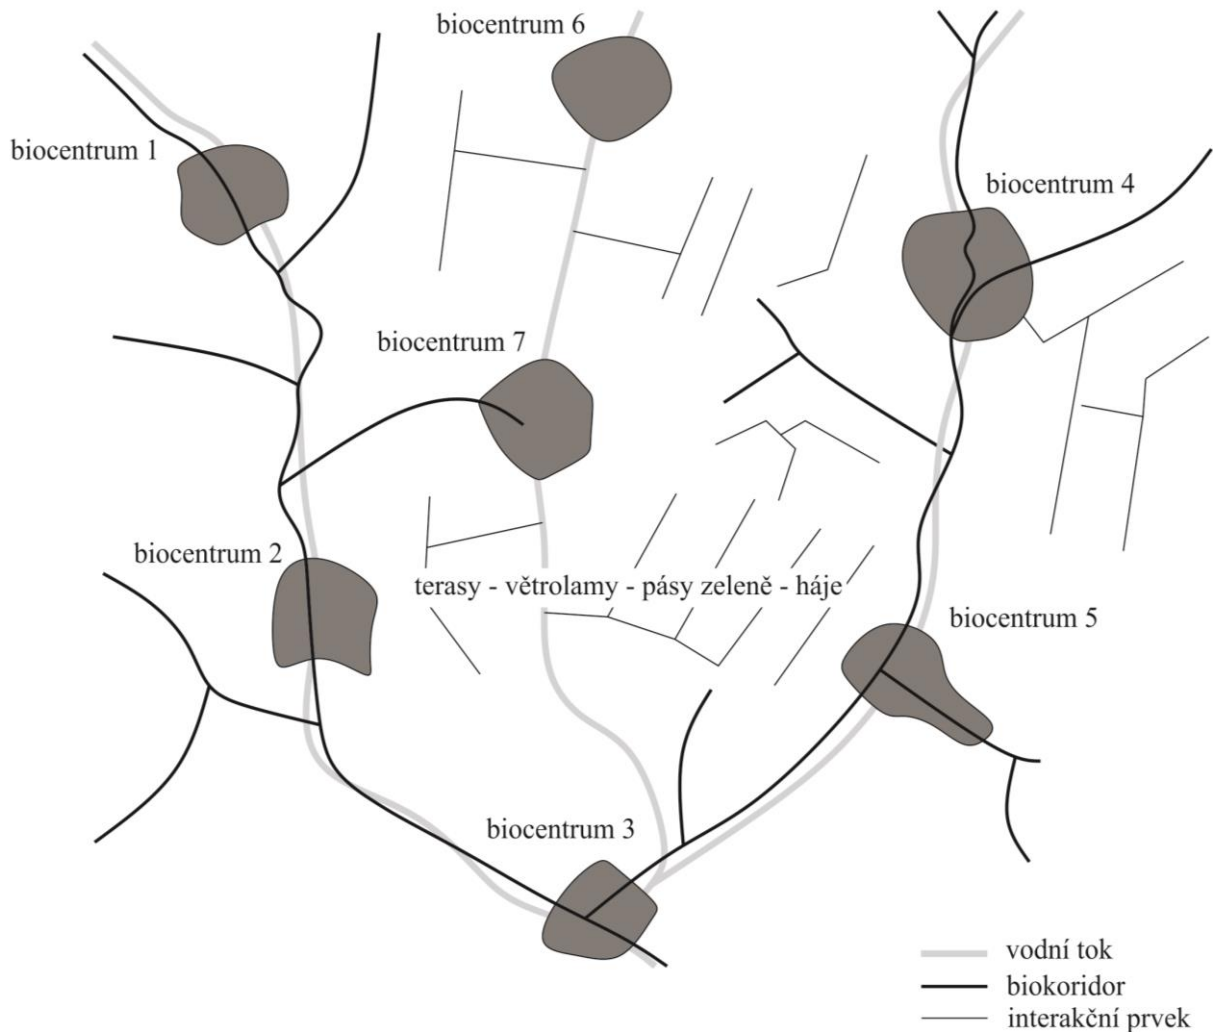 biocentrum 6
biocentrum 1
biocentrum 4
biocentrum 7
biocentrum 2
terasy - větrolamy - pásy zeleně - háje
biocentrum 5
biocentrum 3
vodní tok
biokoridor
interakční prvek